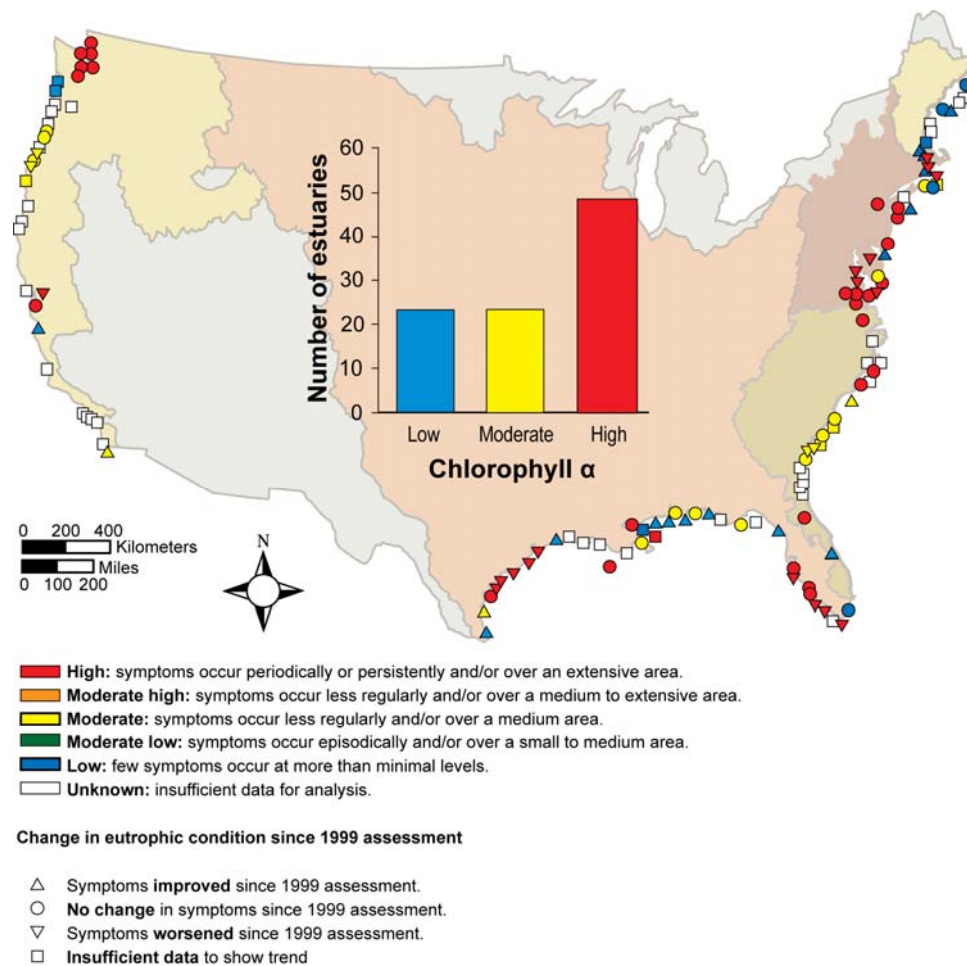 60
50
40
30
20
10
0
Number of estuaries
Low Moderate High
Chlorophyll α
0 200 400
Kilometers
Miles
0 100 200
N
High: symptoms occur periodically or persistently and/or over an extensive area.
Moderate high: symptoms occur less regularly and/or over a medium to extensive area.
Moderate: symptoms occur less regularly and/or over a medium area.
Moderate low: symptoms occur episodically and/or over a small to medium area.
Low: few symptoms occur at more than minimal levels.
Unknown: insufficient data for analysis.
Change in eutrophic condition since 1999 assessment
Symptoms improved since 1999 assessment.
No change in symptoms since 1999 assessment.
Symptoms worsened since 1999 assessment.
Insufficient data to show trend